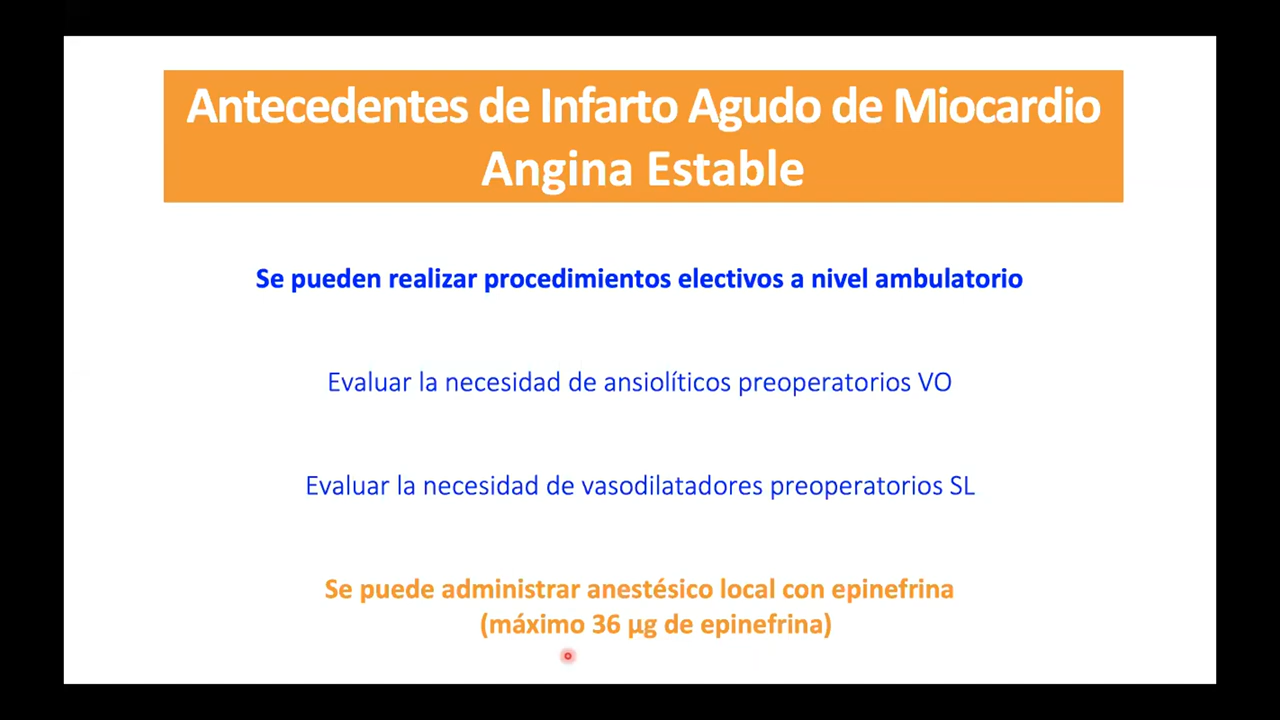 Antecedentes de Infarto Agudo de Miocardio
Angina Estable
Se pueden realizar procedimientos electivos a nivel ambulatorio
Evaluar la necesidad de ansiolíticos preoperatorios VO
Evaluar la necesidad de vasodilatadores preoperatorios SL
Se puede administrar anestésico local con epinefrina
(máximo 36 µg de epinefrina)